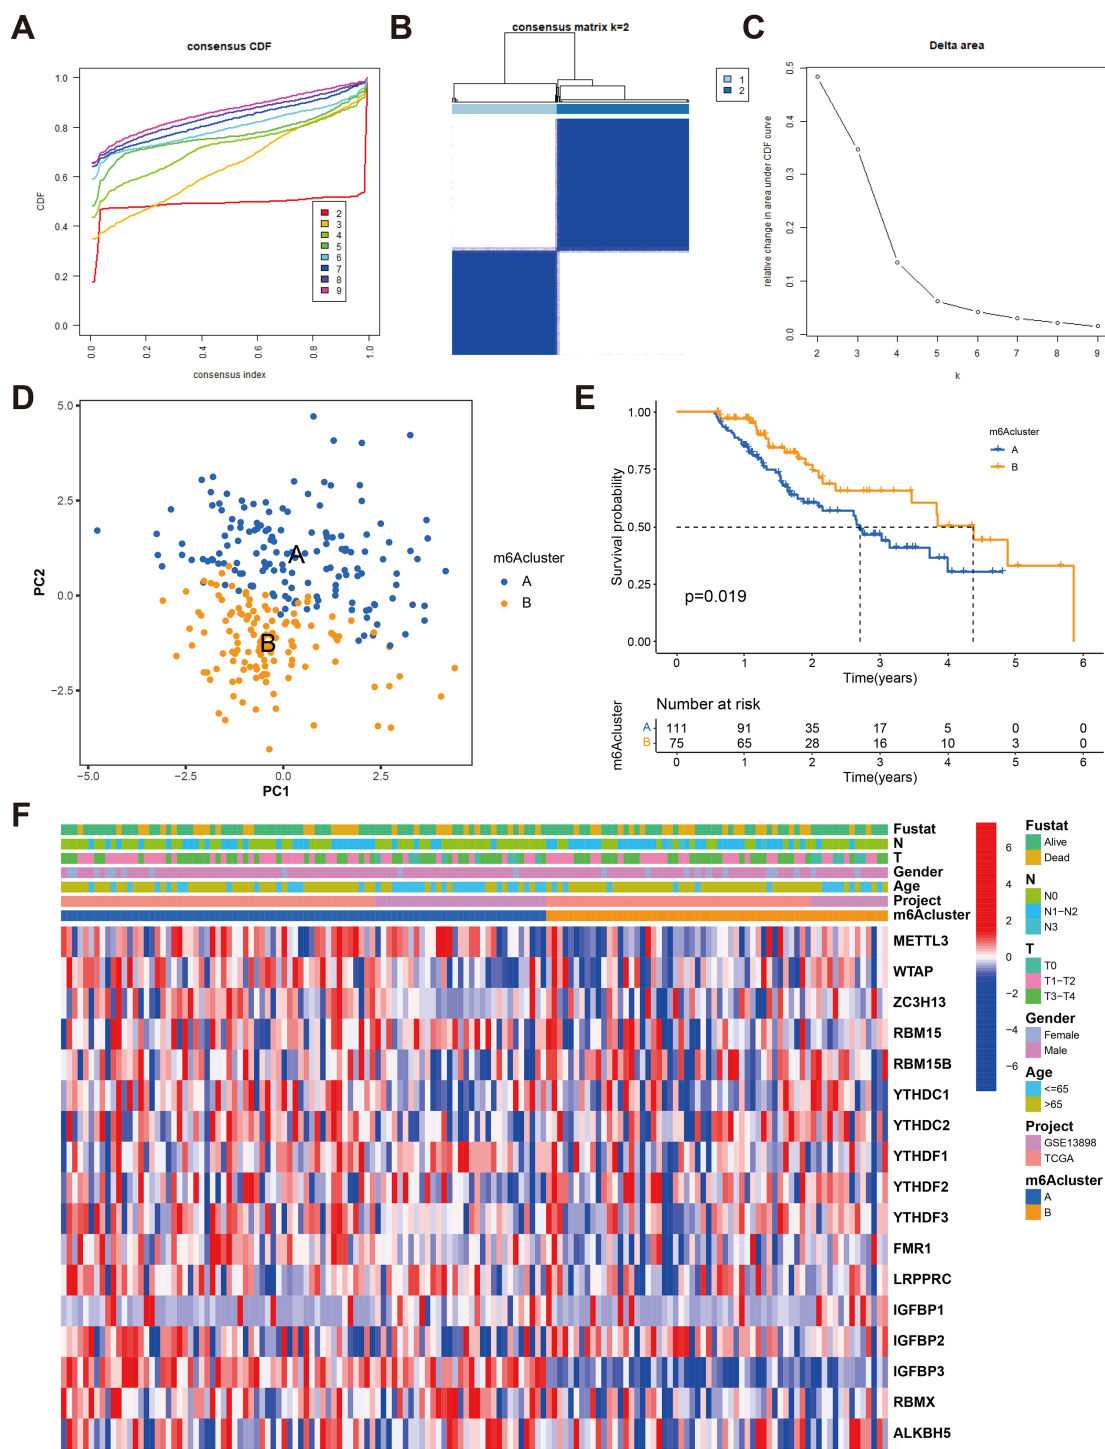 A
consensus CDF
1.0
0.8
0.6
0.4
0.2
0.0
CDF
0.0
0.2
0.4
0.6
0.8
1.0
consensus index
2
3
4
5
6
7
8
9
B
consensus matrix k=2
1
2
C
Delta area
0.5
0.4
0.3
0.2
0.1
0.0
relative change in area under CDF curve
2 3 4 5 6 7 8 9
k
D
5.0
2.5
0.0
−2.5
PC2
−5.0 −2.5 0.0 2.5
PC1
A
B
m6Acluster
A
B
E
1.00
0.75
0.50
0.25
0.00
Survival probability
m6Acluster
A
B
p=0.019
0 1 2 3 4 5 6
Time(years)
Number at risk
m6Acluster
A 111 91 35 17 5 0 0
B 75 65 28 16 10 3 0
0 1 2 3 4 5 6
Time(years)
F
Fustat
N
T
Gender
Age
Project
m6Acluster
METTL3
WTAP
ZC3H13
RBM15
RBM15B
YTHDC1
YTHDC2
YTHDF1
YTHDF2
YTHDF3
FMR1
LRPPRC
IGFBP1
IGFBP2
IGFBP3
RBMX
ALKBH5
6
4
2
0
−2
−4
−6
Fustat
Alive
Dead
N
N0
N1−N2
N3
T
T0
T1−T2
T3−T4
Gender
Female
Male
Age
<=65
>65
Project
GSE13898
TCGA
m6Acluster
A
B